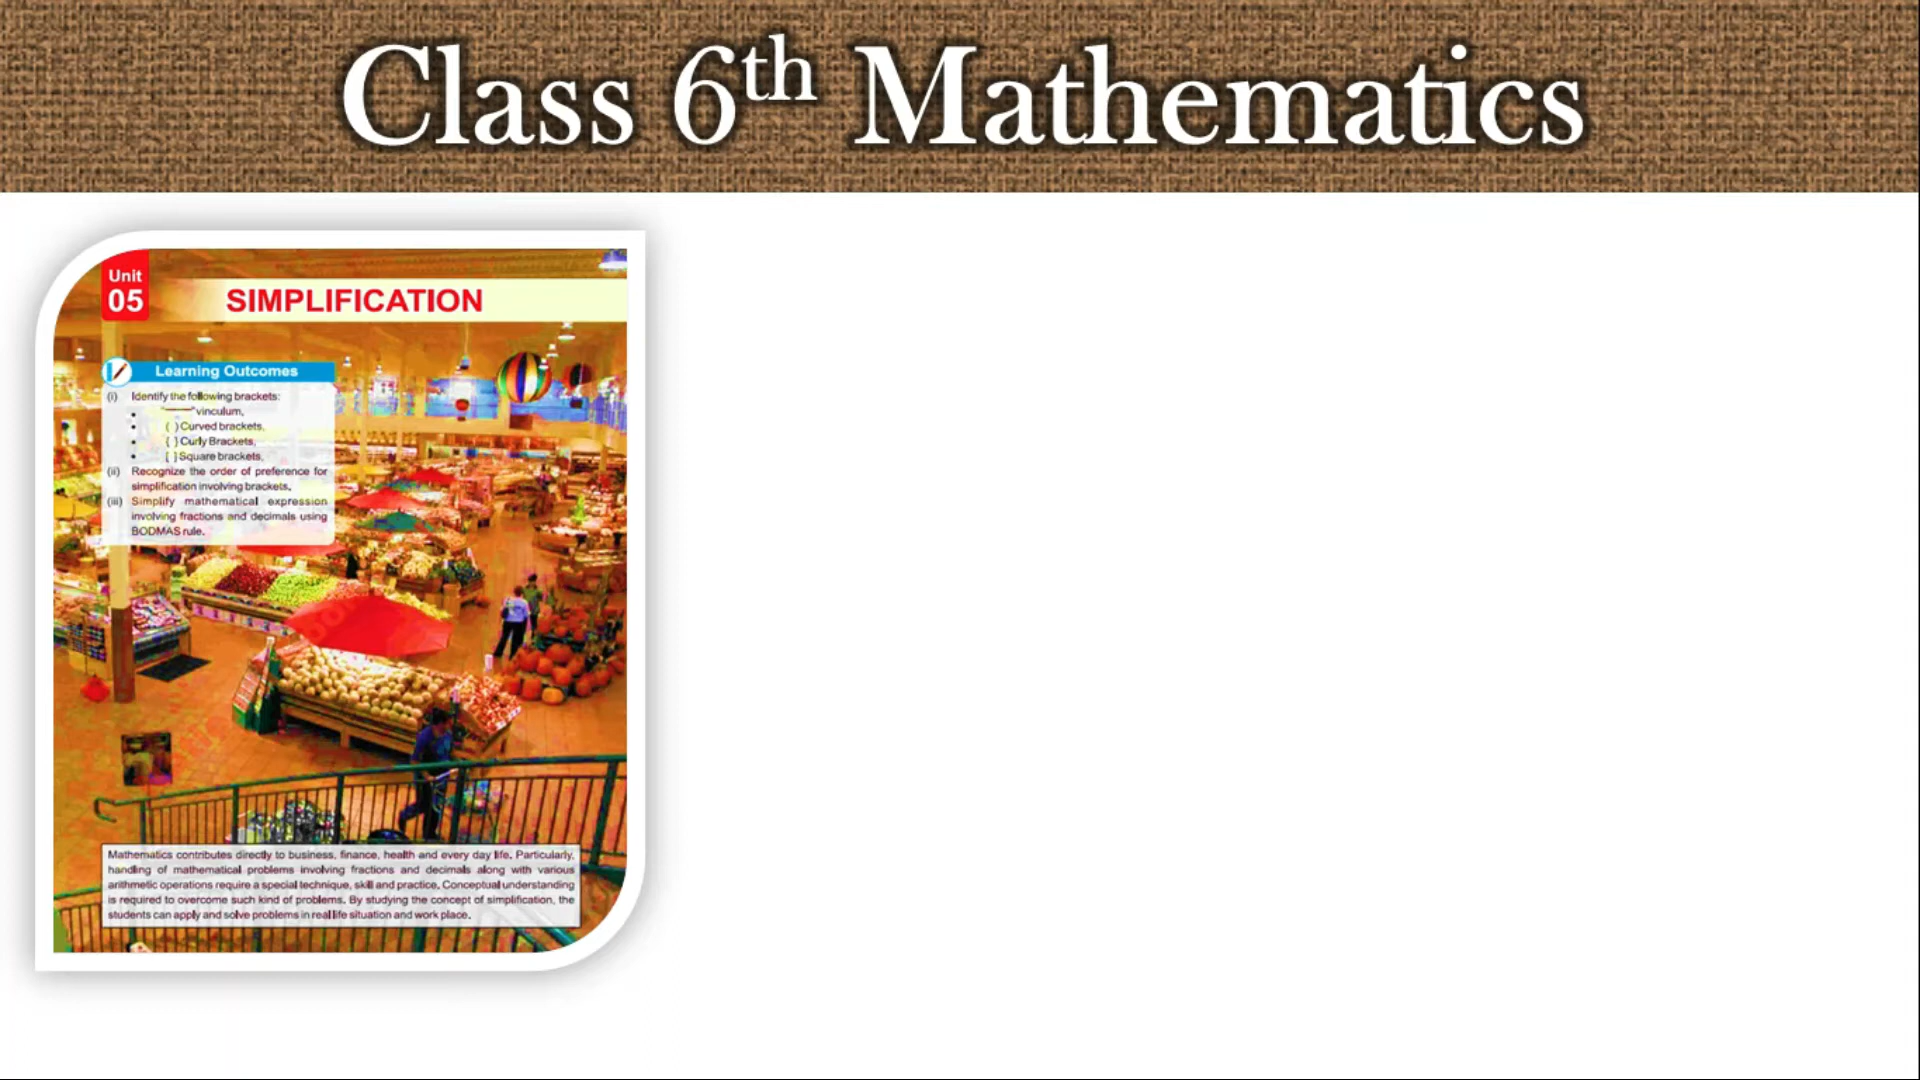 Class 6th Mathematics
Unit
05
SIMPLIFICATION
Learning Outcomes
(i) Identify the following brackets:
• "——" vinculum,
• ( ) Curved brackets,
• { } Curly Brackets,
• [ ] Square brackets,
(ii) Recognize the order of preference for
simplification involving brackets.
(iii) Simplify mathematical expression
involving fractions and decimals using
BODMAS rule.
Mathematics contributes directly to business, finance, health and every day life. Particularly,
handling of mathematical problems involving fractions and decimals along with various
arithmetic operations require a special technique, skill and practice. Conceptual understanding
is required to overcome such kind of problems. By studying the concept of simplification, the
students can apply and solve problems in real life situation and work place.